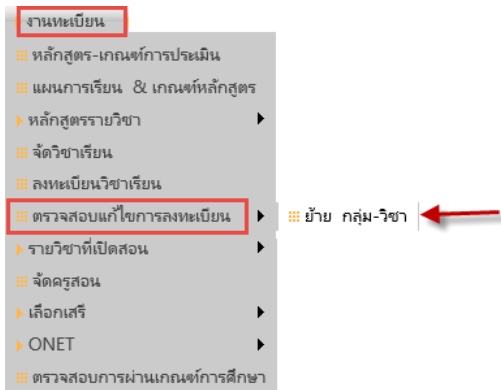 งานทะเบียน
หลักสูตร-เกณฑ์การประเมิน
แผนการเรียน & เกณฑ์หลักสูตร
หลักสูตรรายวิชา
จัดวิชาเรียน
ลงทะเบียนวิชาเรียน
ตรวจสอบแก้ไขการลงทะเบียน ย้าย กลุ่ม-วิชา
รายวิชาที่เปิดสอน
จัดครูสอน
เลือกเสรี
ONET
ตรวจสอบการผ่านเกณฑ์การศึกษา